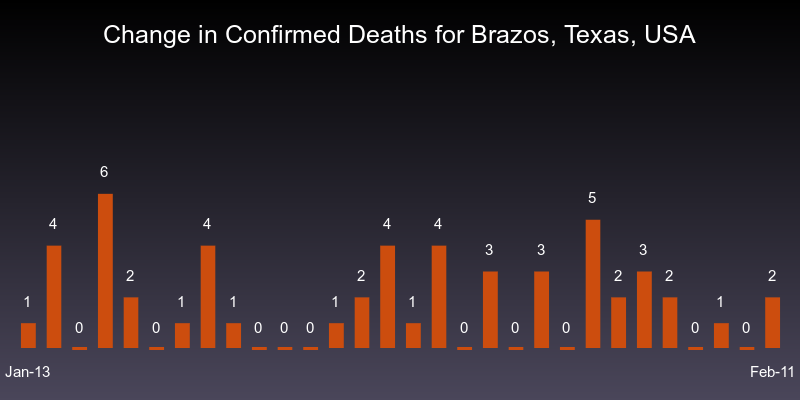 Change in Confirmed Deaths for Brazos, Texas, USA
6
5
4 4 4 4
3 3 3
2 2 2 2 2
1 1 1 1 1 1
0 0 0 0 0 0 0 0 0 0
Jan-13 Feb-11